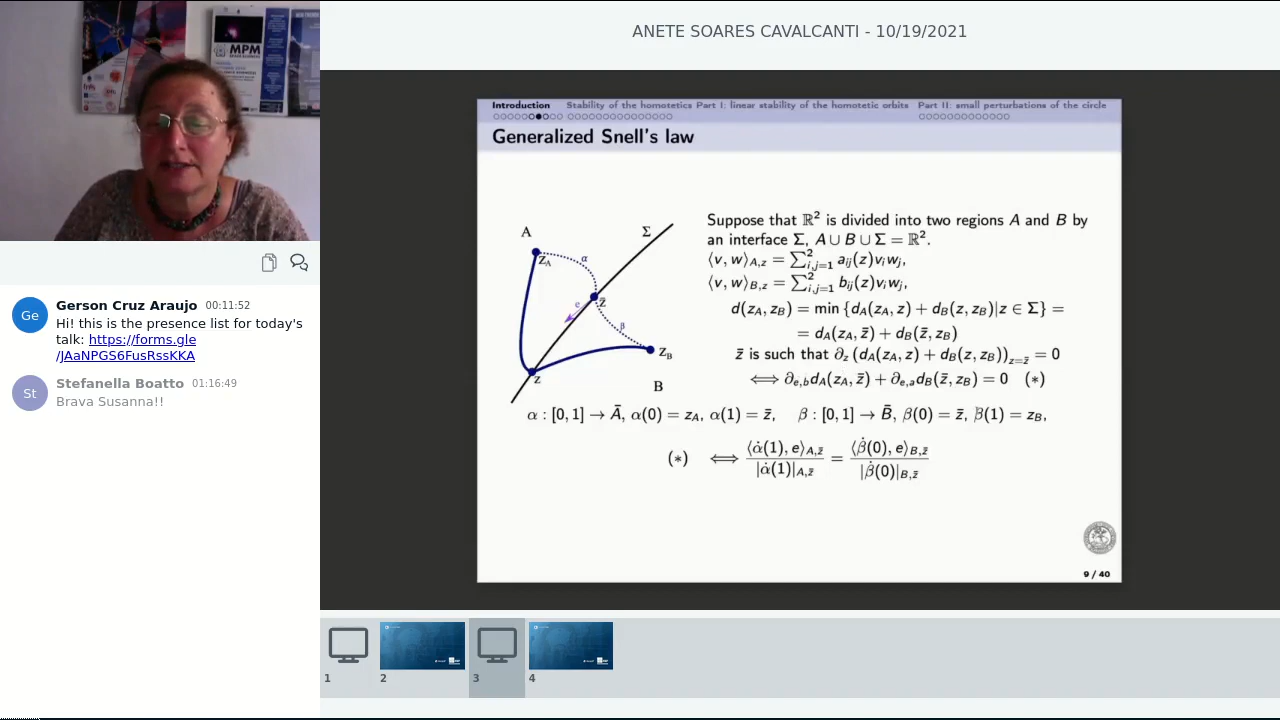 ANETE SOARES CAVALCANTI - 10/19/2021
MPM
Ge
Gerson Cruz Araujo 00:11:52
Hi! this is the presence list for today's
talk: https://forms.gle
/JAaNPGS6FusRssKKA
St
Stefanella Boatto 01:16:49
Brava Susanna!!
Introduction Stability of the homotetics Part I: linear stability of the homotetic orbits Part II: small perturbations of the circle
Generalized Snell's law
A
z_A
α
Σ
z̄
e
β
z_B
z
B
Suppose that ℝ² is divided into two regions A and B by
an interface Σ, A ∪ B ∪ Σ = ℝ².
⟨v, w⟩_{A,z} = ∑²_{i,j=1} a_{ij}(z)v_i w_j,
⟨v, w⟩_{B,z} = ∑²_{i,j=1} b_{ij}(z)v_i w_j,
d(z_A, z_B) = min {d_A(z_A, z) + d_B(z, z_B)|z ∈ Σ} =
= d_A(z_A, z̄) + d_B(z̄, z_B)
z̄ is such that ∂_z (d_A(z_A, z) + d_B(z, z_B))_{z=z̄} = 0
⟺ ∂_{e,b}d_A(z_A, z̄) + ∂_{e,a}d_B(z̄, z_B) = 0 (∗)
α : [0, 1] → Ā, α(0) = z_A, α(1) = z̄, β : [0, 1] → B̄, β(0) = z̄, β(1) = z_B,
(∗) ⟺ ⟨α̇(1), e⟩_{A,z̄} / |α̇(1)|_{A,z̄} = ⟨β̇(0), e⟩_{B,z̄} / |β̇(0)|_{B,z̄}
9 / 40
1
2
3
4